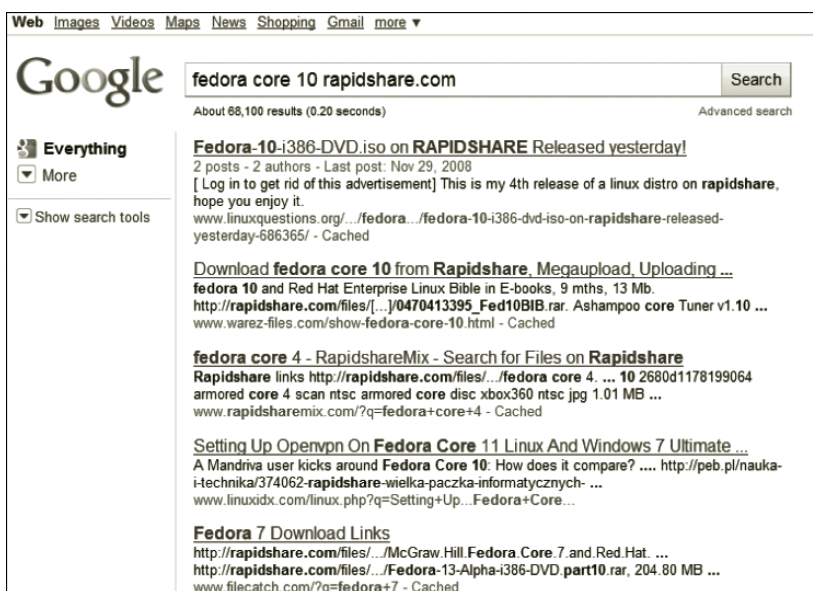 Web Images Videos Maps News Shopping Gmail more ▼
Google
fedora core 10 rapidshare.com
Search
About 68,100 results (0.20 seconds)
Advanced search
Everything
More
Show search tools
Fedora-10-i386-DVD.iso on RAPIDSHARE Released yesterday!
2 posts - 2 authors - Last post: Nov 29, 2008
[ Log in to get rid of this advertisement] This is my 4th release of a linux distro on rapidshare,
hope you enjoy it.
www.linuxquestions.org/.../fedora.../fedora-10-i386-dvd-iso-on-rapidshare-released-
yesterday-686365/ - Cached
Download fedora core 10 from Rapidshare, Megaupload, Uploading ...
fedora 10 and Red Hat Enterprise Linux Bible in E-books, 9 mths, 13 Mb.
http://rapidshare.com/files/[...]/0470413395_Fed10BIB.rar. Ashampoo core Tuner v1.10 ...
www.warez-files.com/show-fedora-core-10.html - Cached
fedora core 4 - RapidshareMix - Search for Files on Rapidshare
Rapidshare links http://rapidshare.com/files/.../fedora core 4. ... 10 2680d1178199064
armored core 4 scan ntsc armored core disc xbox360 ntsc jpg 1.01 MB ...
www.rapidsharemix.com/?q=fedora+core+4 - Cached
Setting Up Openvpn On Fedora Core 11 Linux And Windows 7 Ultimate ...
A Mandriva user kicks around Fedora Core 10: How does it compare? .... http://peb.pl/nauka-
i-technika/374062-rapidshare-wielka-paczka-informatycznych- ...
www.linuxidx.com/linux.php?q=Setting+Up...Fedora+Core...
Fedora 7 Download Links
http://rapidshare.com/files/.../McGraw.Hill.Fedora.Core.7.and.Red.Hat. ...
http://rapidshare.com/files/.../Fedora-13-Alpha-i386-DVD.part10.rar, 204.80 MB ...
www.filecatch.com/?q=fedora+7 - Cached